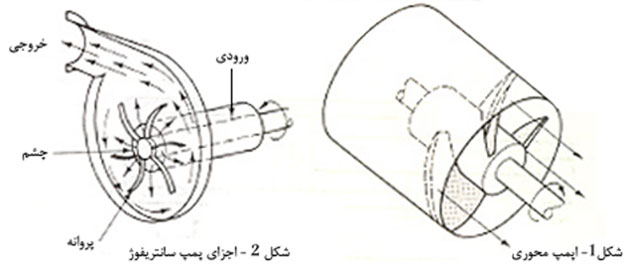 خروجی
ورودی
چشم
پروانه
شکل 2 - اجزای پمپ سانتریفوژ
شکل1- ایمپ محوری